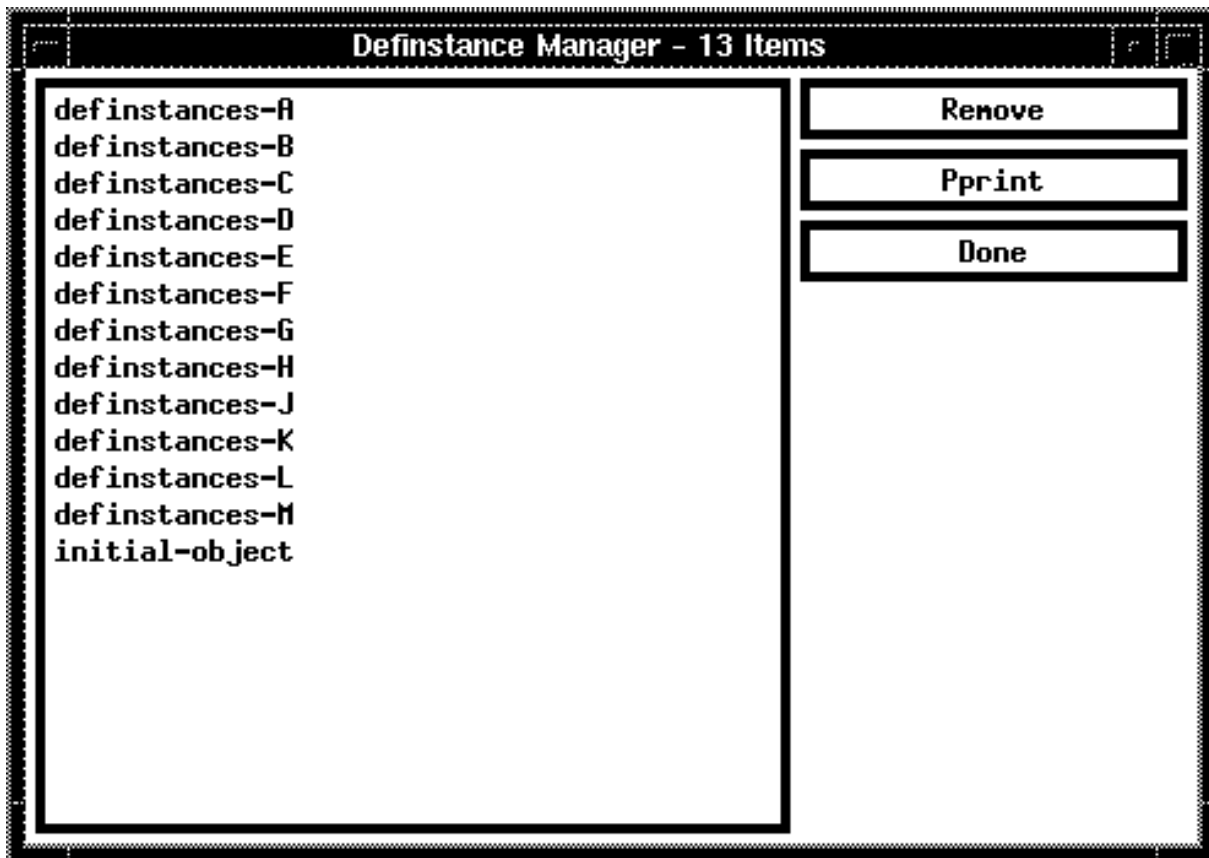 Definstance Manager - 13 Items
definstances-A
definstances-B
definstances-C
definstances-D
definstances-E
definstances-F
definstances-G
definstances-H
definstances-J
definstances-K
definstances-L
definstances-M
initial-object
Remove
Pprint
Done